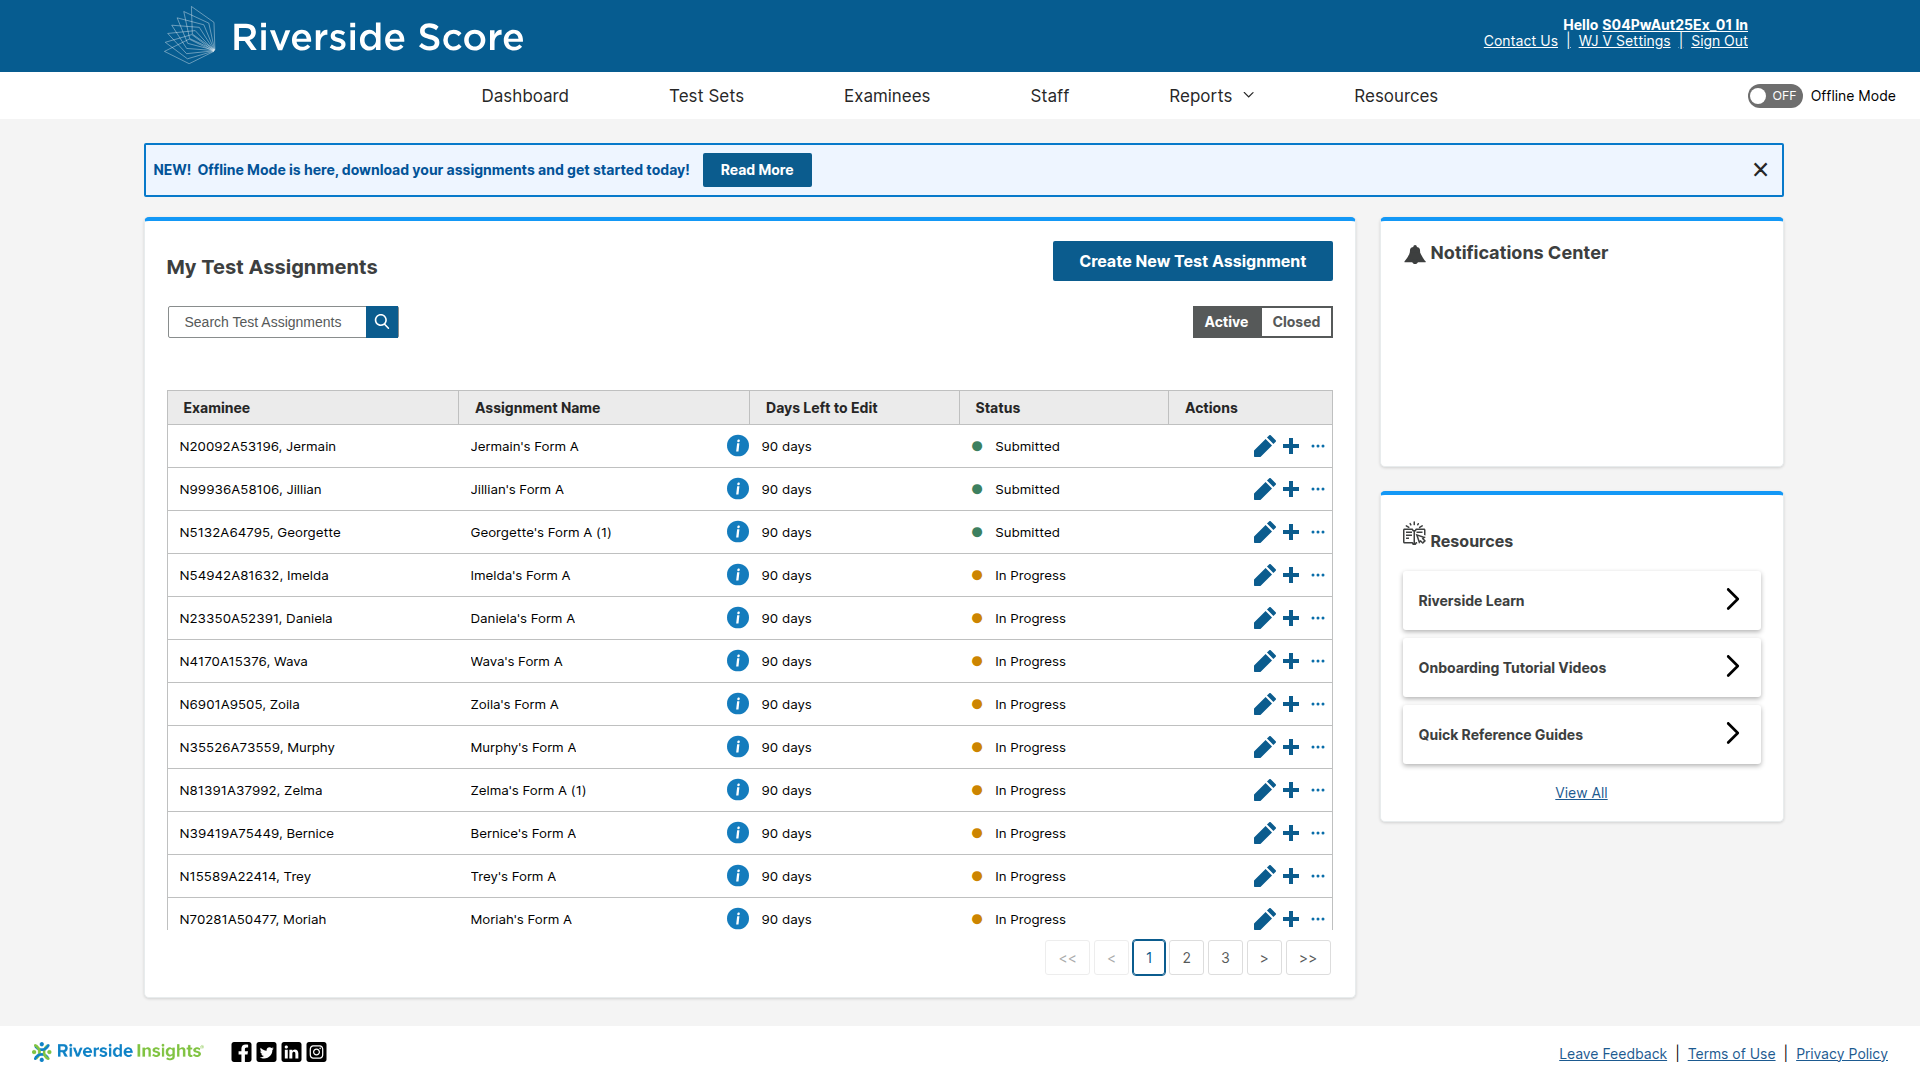 Riverside Score
Hello S04PwAut25Ex_01 In
Contact Us | WJ V Settings | Sign Out
Dashboard Test Sets Examinees Staff Reports Resources
OFF Offline Mode
NEW! Offline Mode is here, download your assignments and get started today! Read More
My Test Assignments
Create New Test Assignment
Search Test Assignments
Active Closed
Examinee Assignment Name Days Left to Edit Status Actions
N20092A53196, Jermain Jermain's Form A i 90 days Submitted
N99936A58106, Jillian Jillian's Form A i 90 days Submitted
N5132A64795, Georgette Georgette's Form A (1) i 90 days Submitted
N54942A81632, Imelda Imelda's Form A i 90 days In Progress
N23350A52391, Daniela Daniela's Form A i 90 days In Progress
N4170A15376, Wava Wava's Form A i 90 days In Progress
N6901A9505, Zoila Zoila's Form A i 90 days In Progress
N35526A73559, Murphy Murphy's Form A i 90 days In Progress
N81391A37992, Zelma Zelma's Form A (1) i 90 days In Progress
N39419A75449, Bernice Bernice's Form A i 90 days In Progress
N15589A22414, Trey Trey's Form A i 90 days In Progress
N70281A50477, Moriah Moriah's Form A i 90 days In Progress
<< < 1 2 3 > >>
Notifications Center
Resources
Riverside Learn
Onboarding Tutorial Videos
Quick Reference Guides
View All
Riverside Insights
Leave Feedback | Terms of Use | Privacy Policy